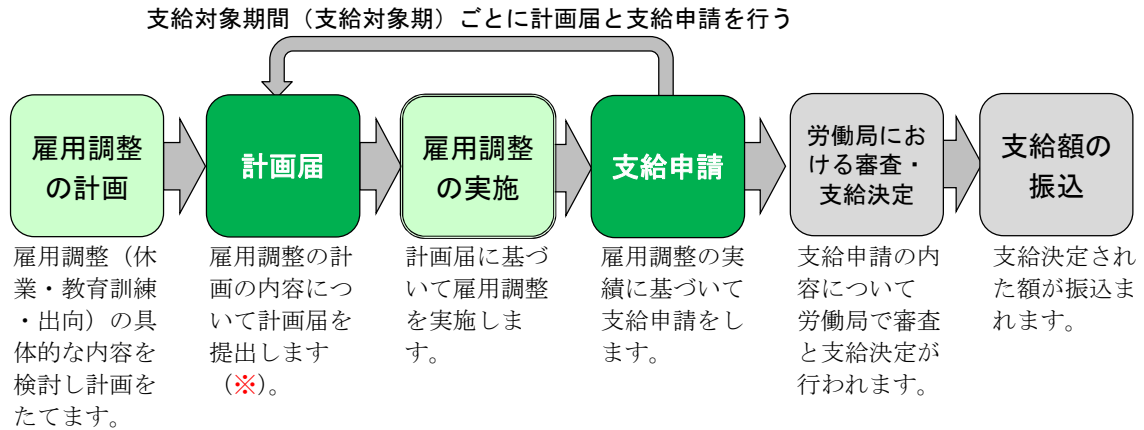 支給対象期間（支給対象期）ごとに計画届と支給申請を行う
雇用調整
の計画
計画届
雇用調整
の実施
支給申請
労働局にお
ける審査・
支給決定
支給額の
振込
雇用調整（休
業・教育訓練
・出向）の具
体的な内容を
検討し計画を
たてます。
雇用調整の計
画の内容につ
いて計画届を
提出します
（※）。
計画届に基づ
いて雇用調整
を実施しま
す。
雇用調整の実
績に基づいて
支給申請をし
ます。
支給申請の内
容について
労働局で審査
と支給決定が
行われます。
支給決定され
た額が振込ま
れます。